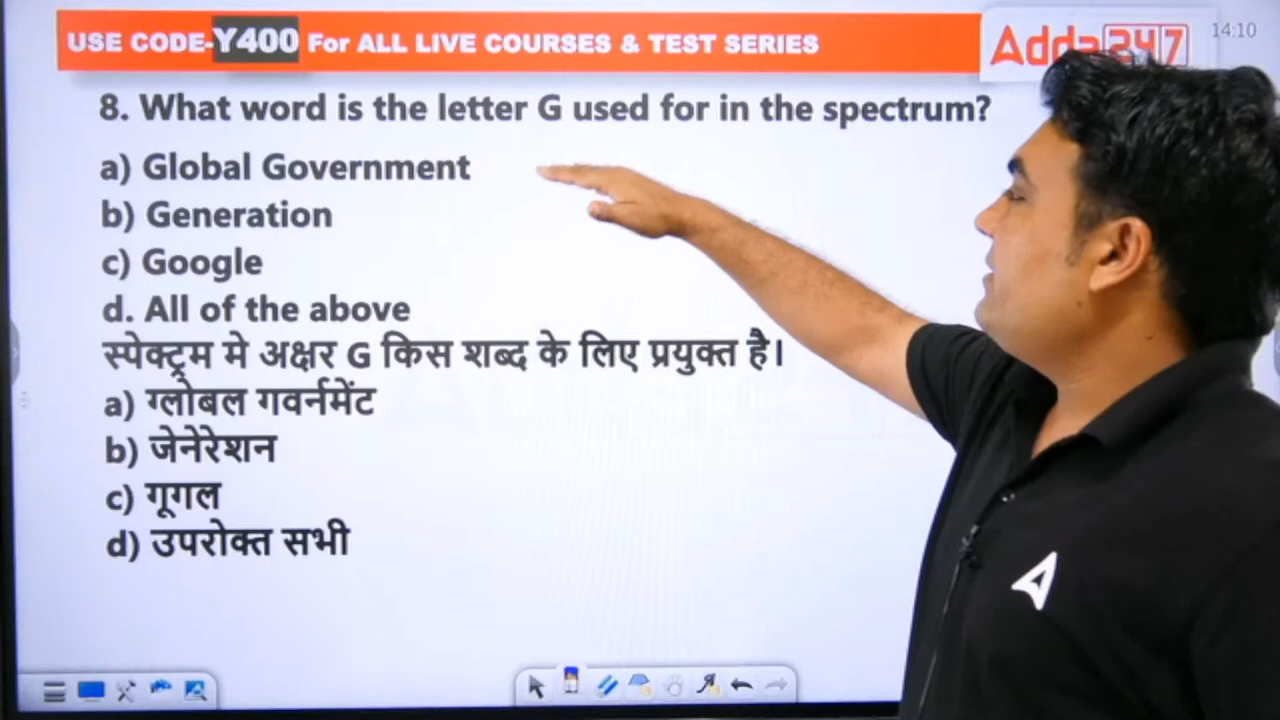 USE CODE-Y400 For ALL LIVE COURSES & TEST SERIES
Adda247
14:10
8. What word is the letter G used for in the spectrum?
a) Global Government
b) Generation
c) Google
d. All of the above
स्पेक्ट्रम मे अक्षर G किस शब्द के लिए प्रयुक्त है।
a) ग्लोबल गवर्नमेंट
b) जेनेरेशन
c) गूगल
d) उपरोक्त सभी